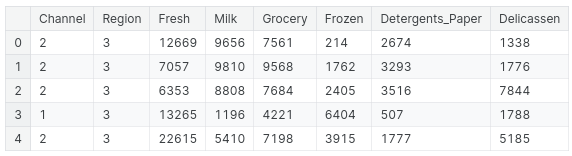 Channel Region Fresh Milk Grocery Frozen Detergents_Paper Delicassen
0 2 3 12669 9656 7561 214 2674 1338
1 2 3 7057 9810 9568 1762 3293 1776
2 2 3 6353 8808 7684 2405 3516 7844
3 1 3 13265 1196 4221 6404 507 1788
4 2 3 22615 5410 7198 3915 1777 5185